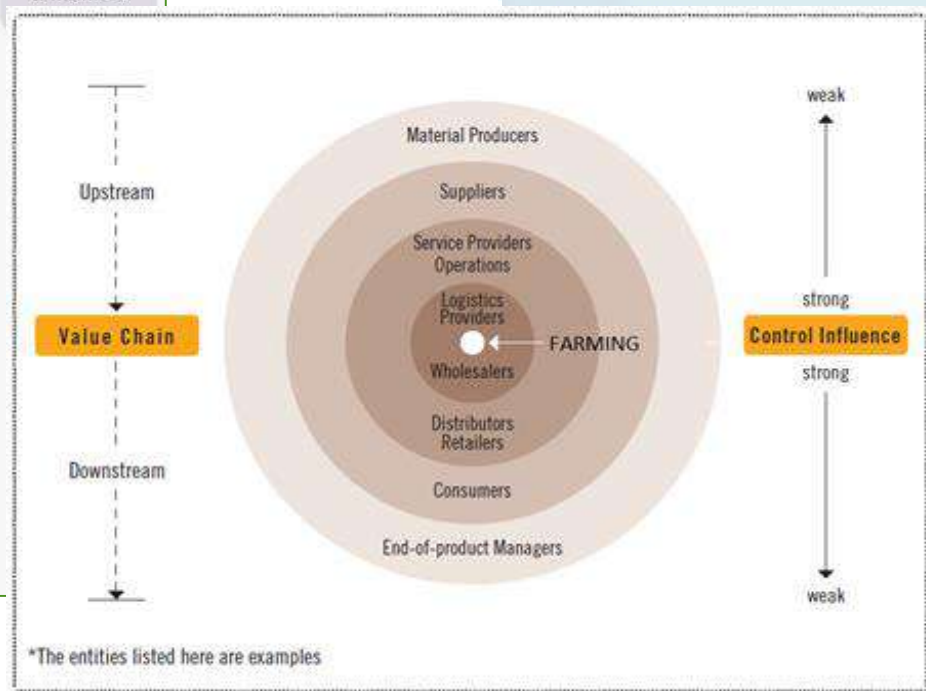 weak
Material Producers
Upstream
Suppliers
Service Providers
Operations
Logistics
Providers
strong
Value Chain
FARMING
Control Influence
Wholesalers
strong
Distributors
Retailers
Downstream
Consumers
End-of-product Managers
weak
*The entities listed here are examples